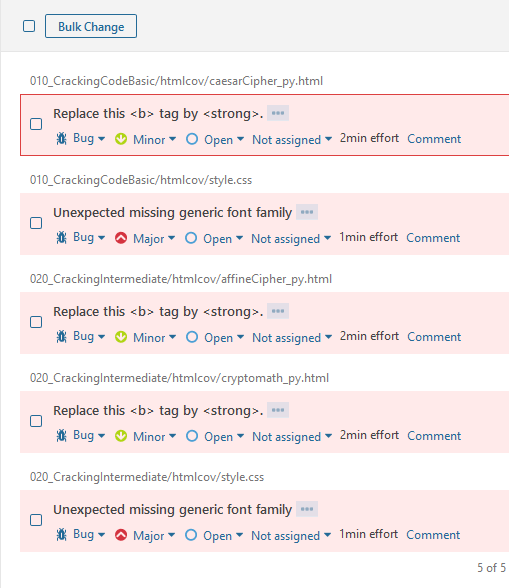 Bulk Change
010_CrackingCodeBasic/htmlcov/caesarCipher_py.html
Replace this <b> tag by <strong>.
Bug Minor Open Not assigned 2min effort Comment
010_CrackingCodeBasic/htmlcov/style.css
Unexpected missing generic font family
Bug Major Open Not assigned 1min effort Comment
020_CrackingIntermediate/htmlcov/affineCipher_py.html
Replace this <b> tag by <strong>.
Bug Minor Open Not assigned 2min effort Comment
020_CrackingIntermediate/htmlcov/cryptomath_py.html
Replace this <b> tag by <strong>.
Bug Minor Open Not assigned 2min effort Comment
020_CrackingIntermediate/htmlcov/style.css
Unexpected missing generic font family
Bug Major Open Not assigned 1min effort Comment
5 of 5